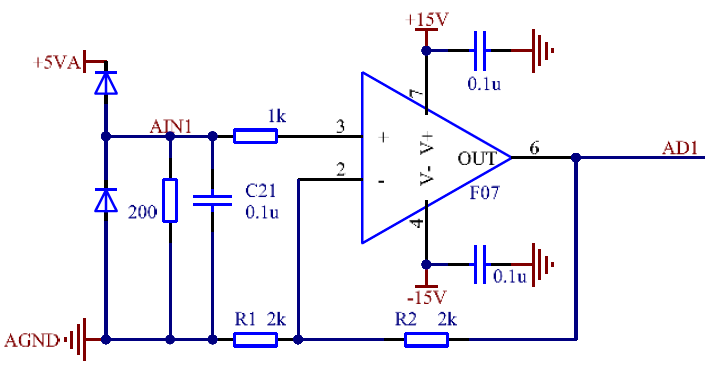 +15V
+5VA
0.1u
7
AIN1
1k
3
+
V+
2
-
V-
OUT
6
AD1
F07
C21
0.1u
200
4
0.1u
-15V
R1 2k
R2 2k
AGND